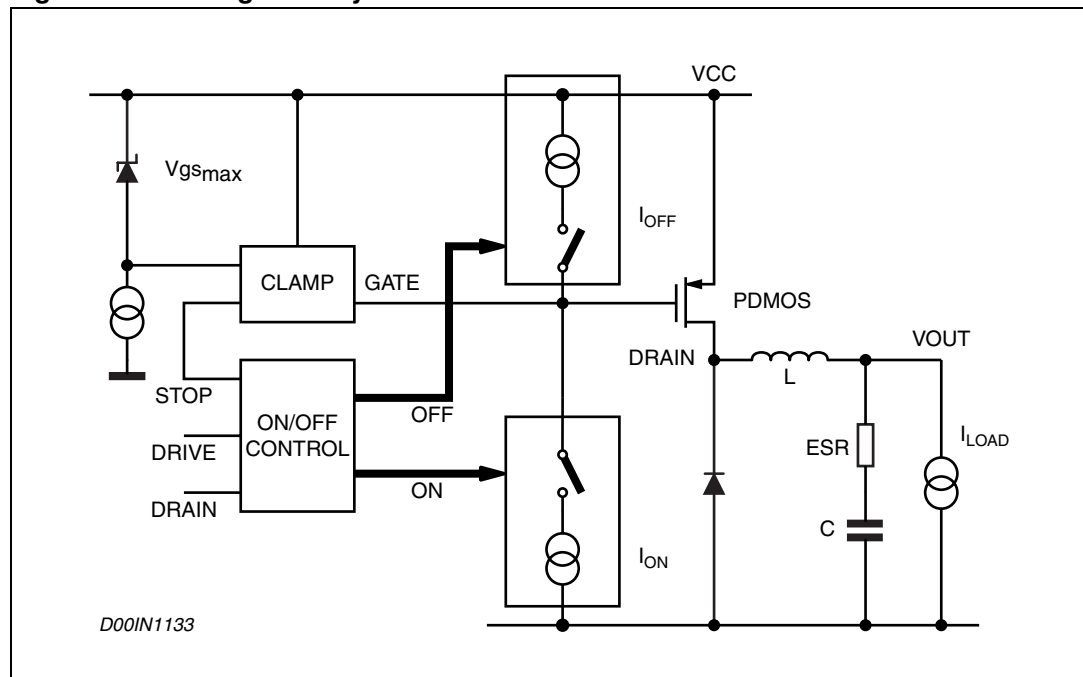 VCC
Vgsmax
IOFF
CLAMP
GATE
PDMOS
DRAIN
VOUT
L
STOP
OFF
ON/OFF
CONTROL
DRIVE
ESR
ILOAD
ON
DRAIN
C
ION
D00IN1133